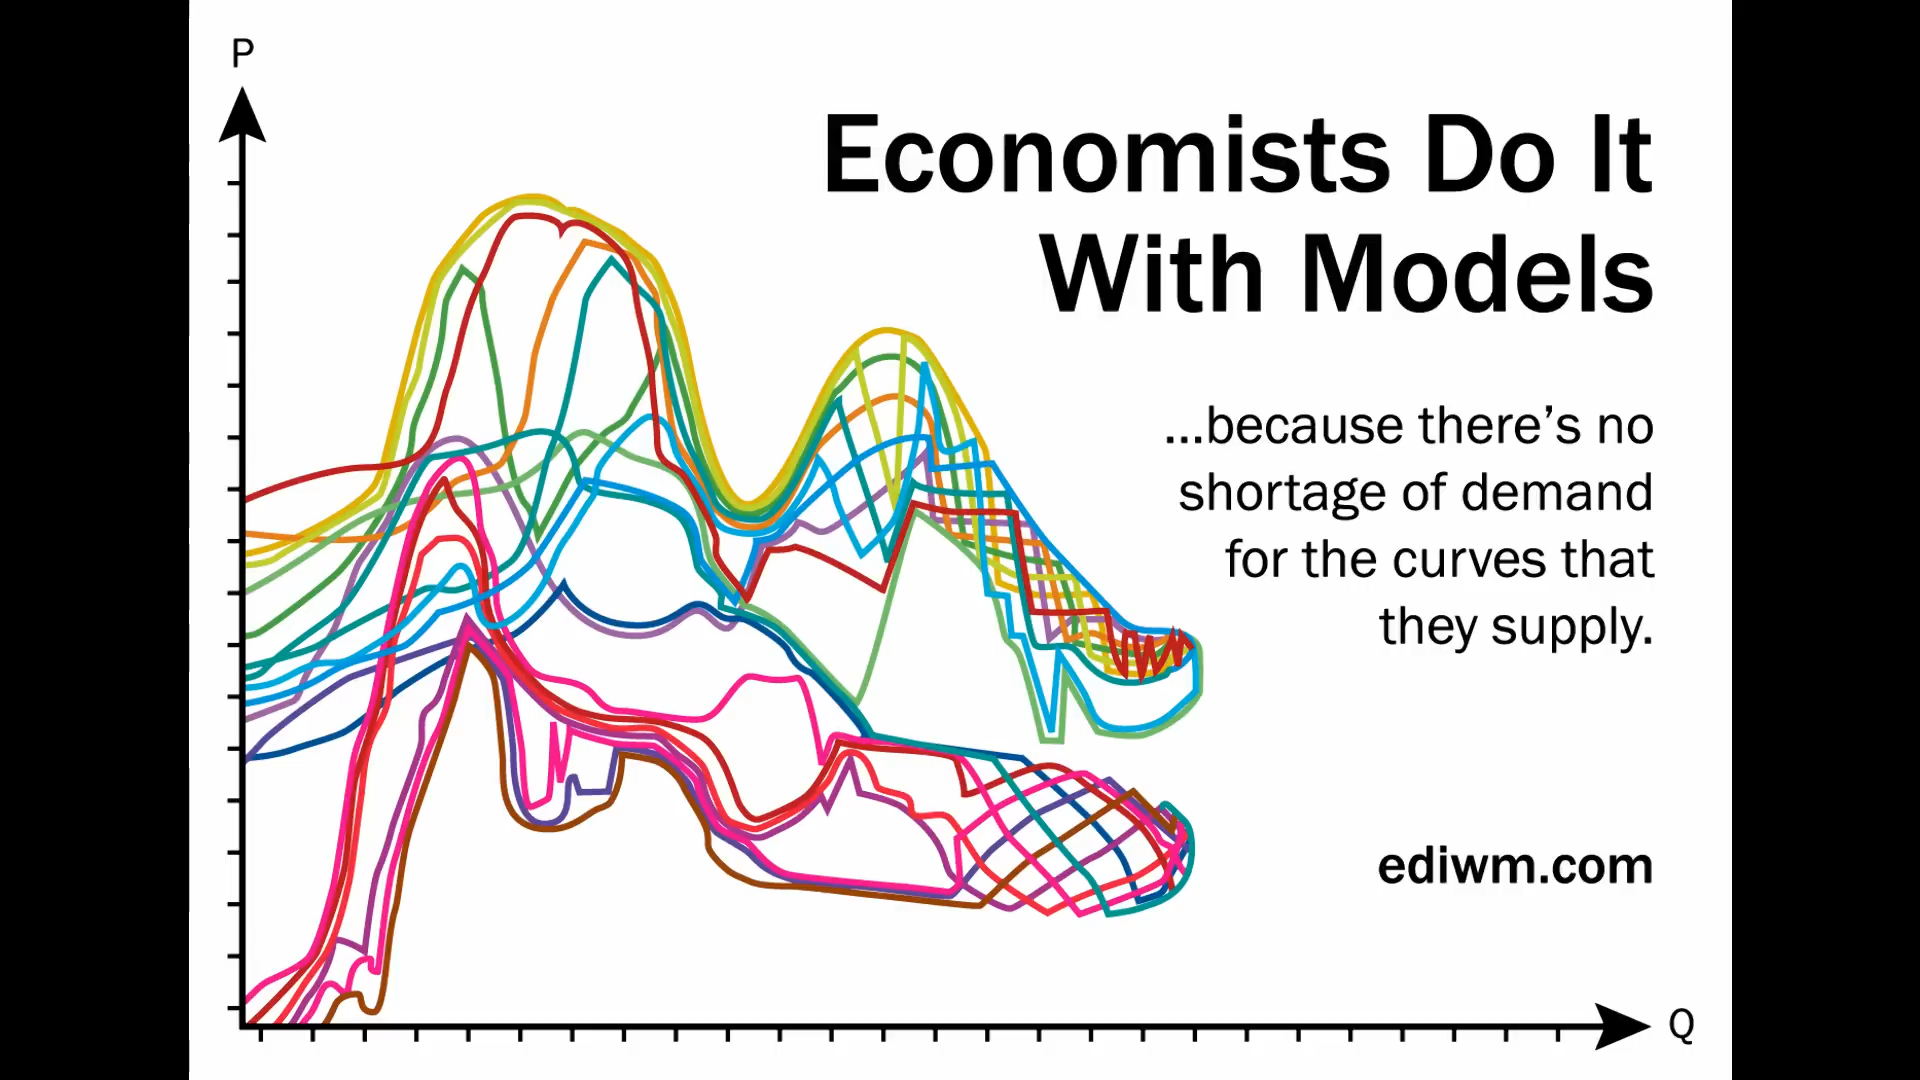 P
Economists Do It
With Models
...because there’s no
shortage of demand
for the curves that
they supply.
ediwm.com
Q